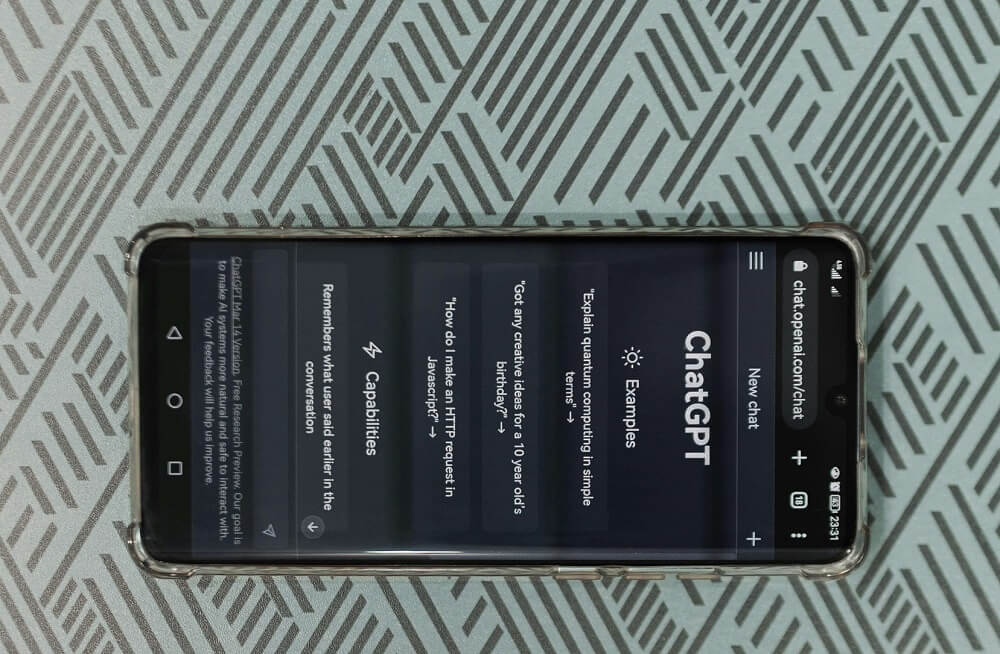 23:31
chat.openai.com/chat
18
New chat
ChatGPT
Examples
"Explain quantum computing in simple
terms" →
"Got any creative ideas for a 10 year old's
birthday?" →
"How do I make an HTTP request in
Javascript?" →
Capabilities
Remembers what user said earlier in the
conversation
ChatGPT Mar 14 Version. Free Research Preview. Our goal is
to make AI systems more natural and safe to interact with.
Your feedback will help us improve.